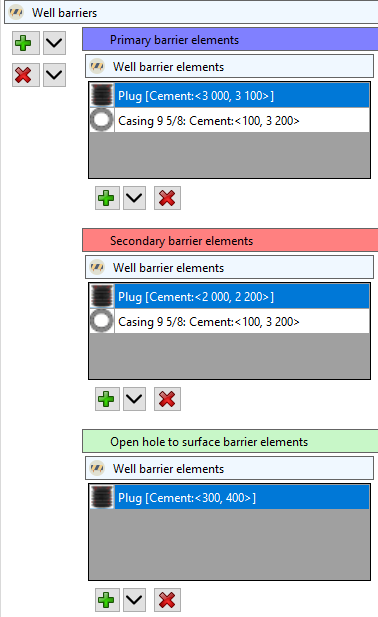 Well barriers
Primary barrier elements
Well barrier elements
Plug [Cement:<3 000, 3 100>]
Casing 9 5/8: Cement:<100, 3 200>
Secondary barrier elements
Well barrier elements
Plug [Cement:<2 000, 2 200>]
Casing 9 5/8: Cement:<100, 3 200>
Open hole to surface barrier elements
Well barrier elements
Plug [Cement:<300, 400>]